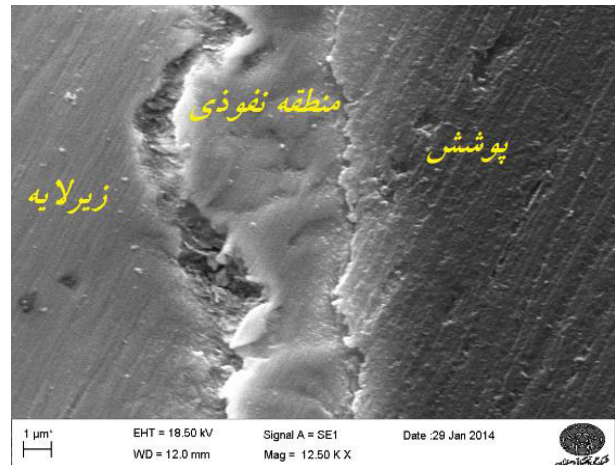 منطقه نفوذی
پوشش
زیرلایه
1 µm
EHT = 18.50 kV
Signal A = SE1
Date :29 Jan 2014
WD = 12.0 mm
Mag = 12.50 K X